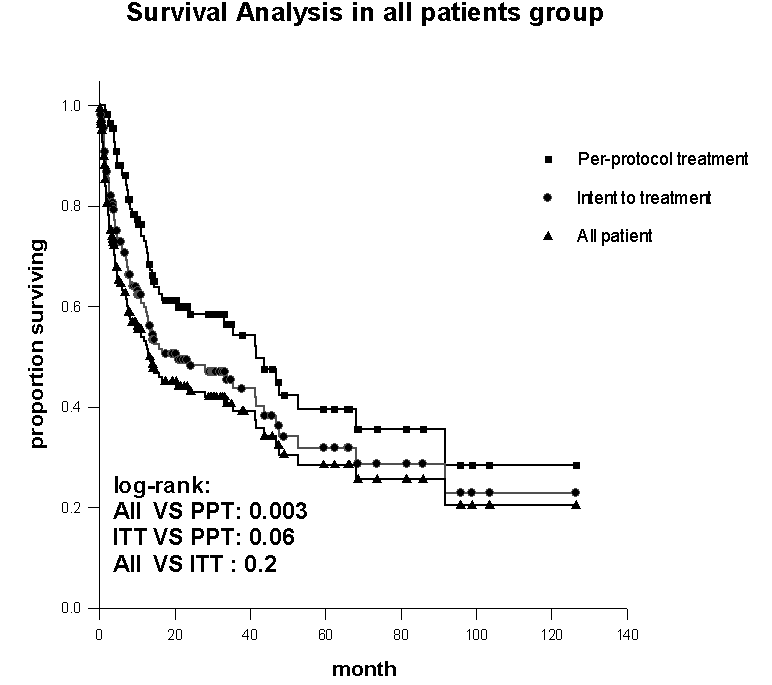 Survival Analysis in all patients group
Per-protocol treatment
Intent to treatment
All patient
proportion surviving
1.0
0.8
0.6
0.4
0.2
0.0
log-rank:
All VS PPT: 0.003
ITT VS PPT: 0.06
All VS ITT : 0.2
0 20 40 60 80 100 120 140
month